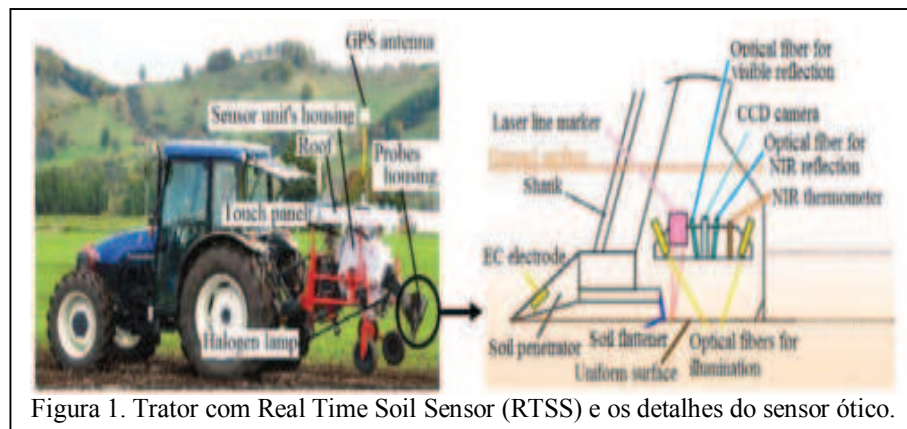 GPS antenna
Sensor unit's housing
Roof
Probes
housing
Touch panel
Halogen lamp
Optical fiber for
visible reflection
CCD camera
Laser line marker
Optical fiber for
NIR reflection
Shank
NIR thermometer
EC electrode
Soil penetrator
Soil flattener
Uniform surface
Optical fibers for
illumination
Figura 1. Trator com Real Time Soil Sensor (RTSS) e os detalhes do sensor ótico.